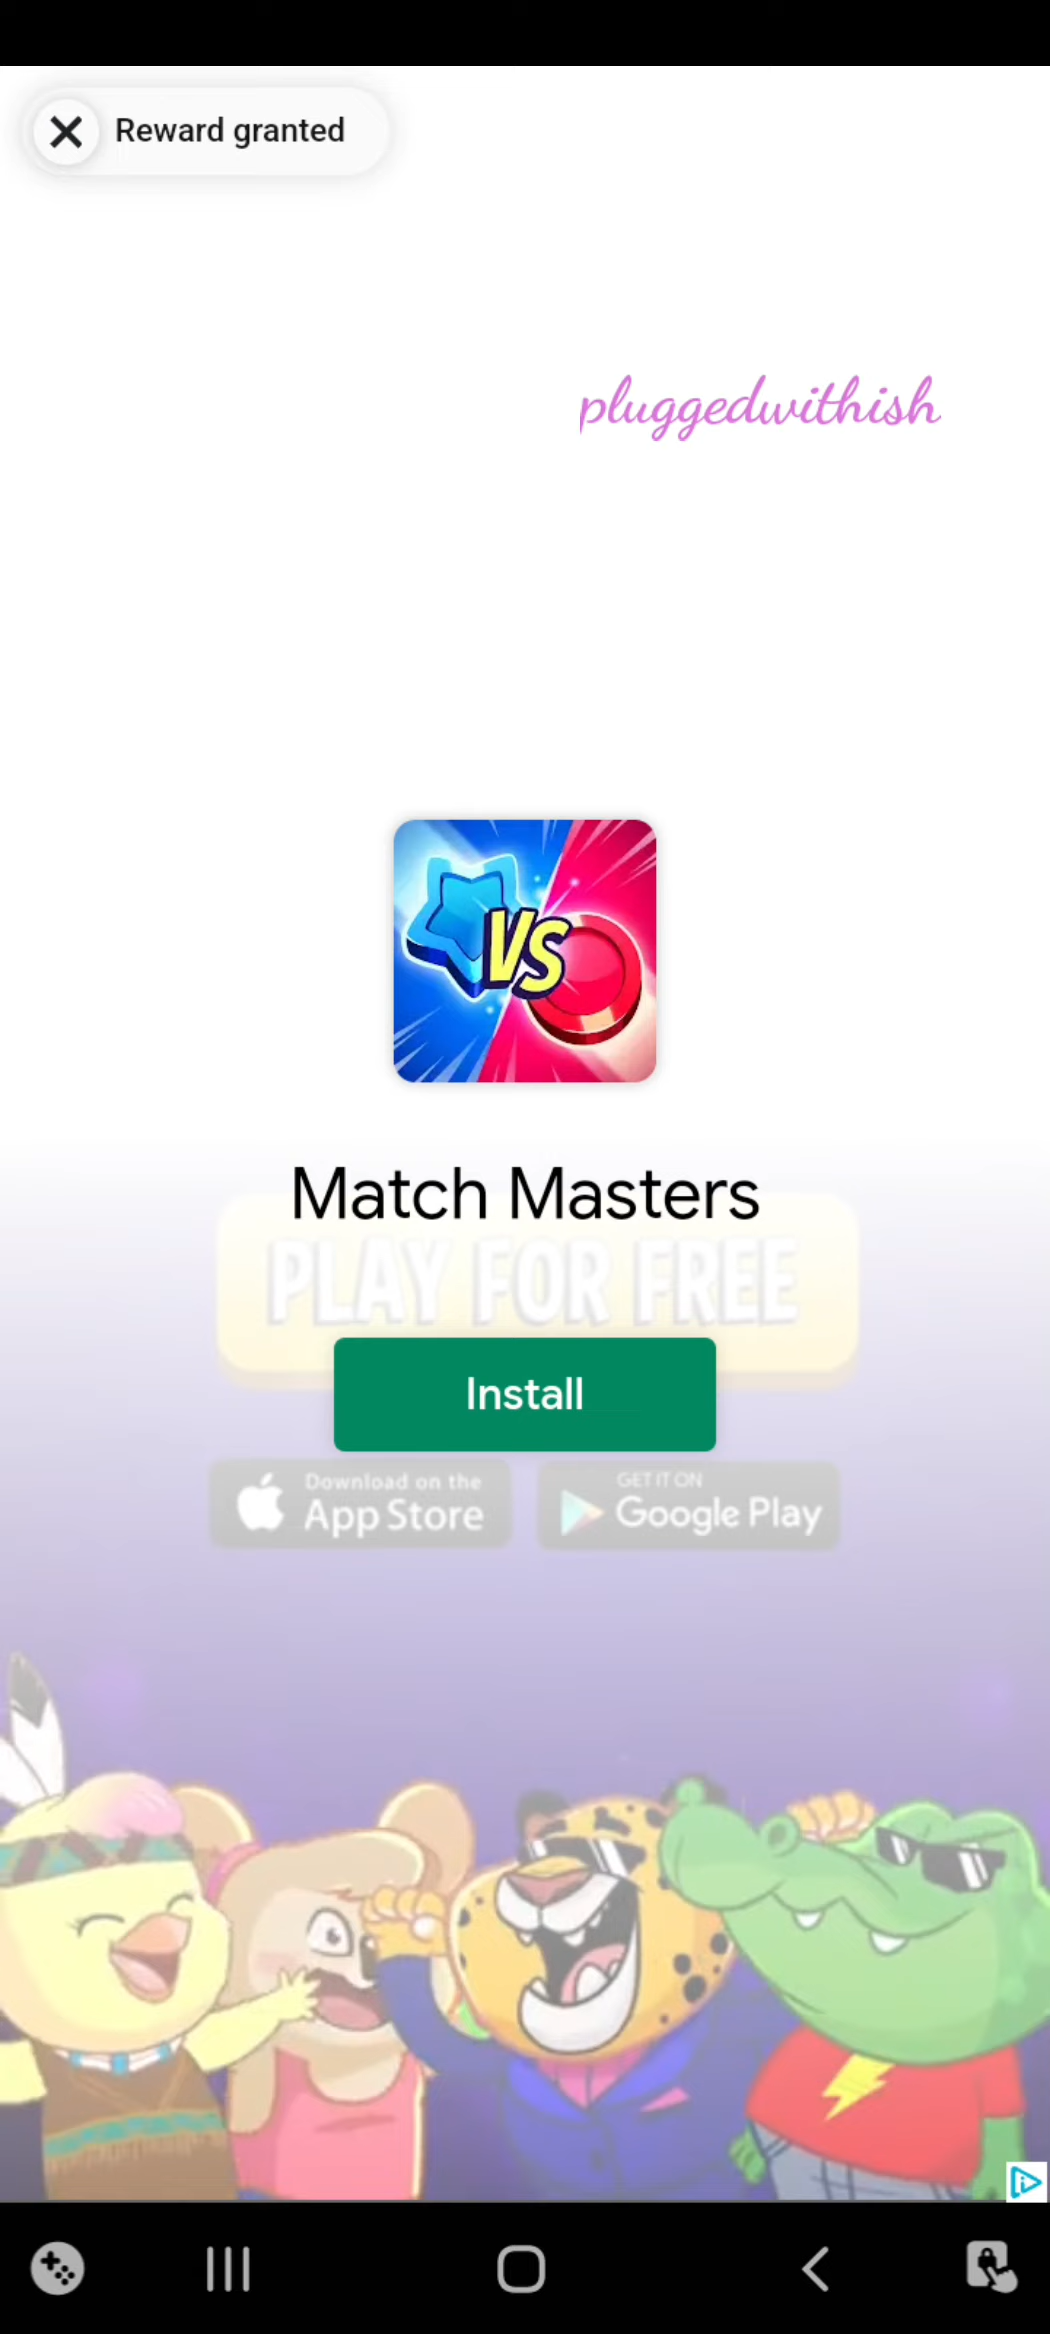 Reward granted
pluggedwithish
VS
Match Masters
PLAY FOR FREE
Install
Download on the
App Store
GET IT ON
Google Play